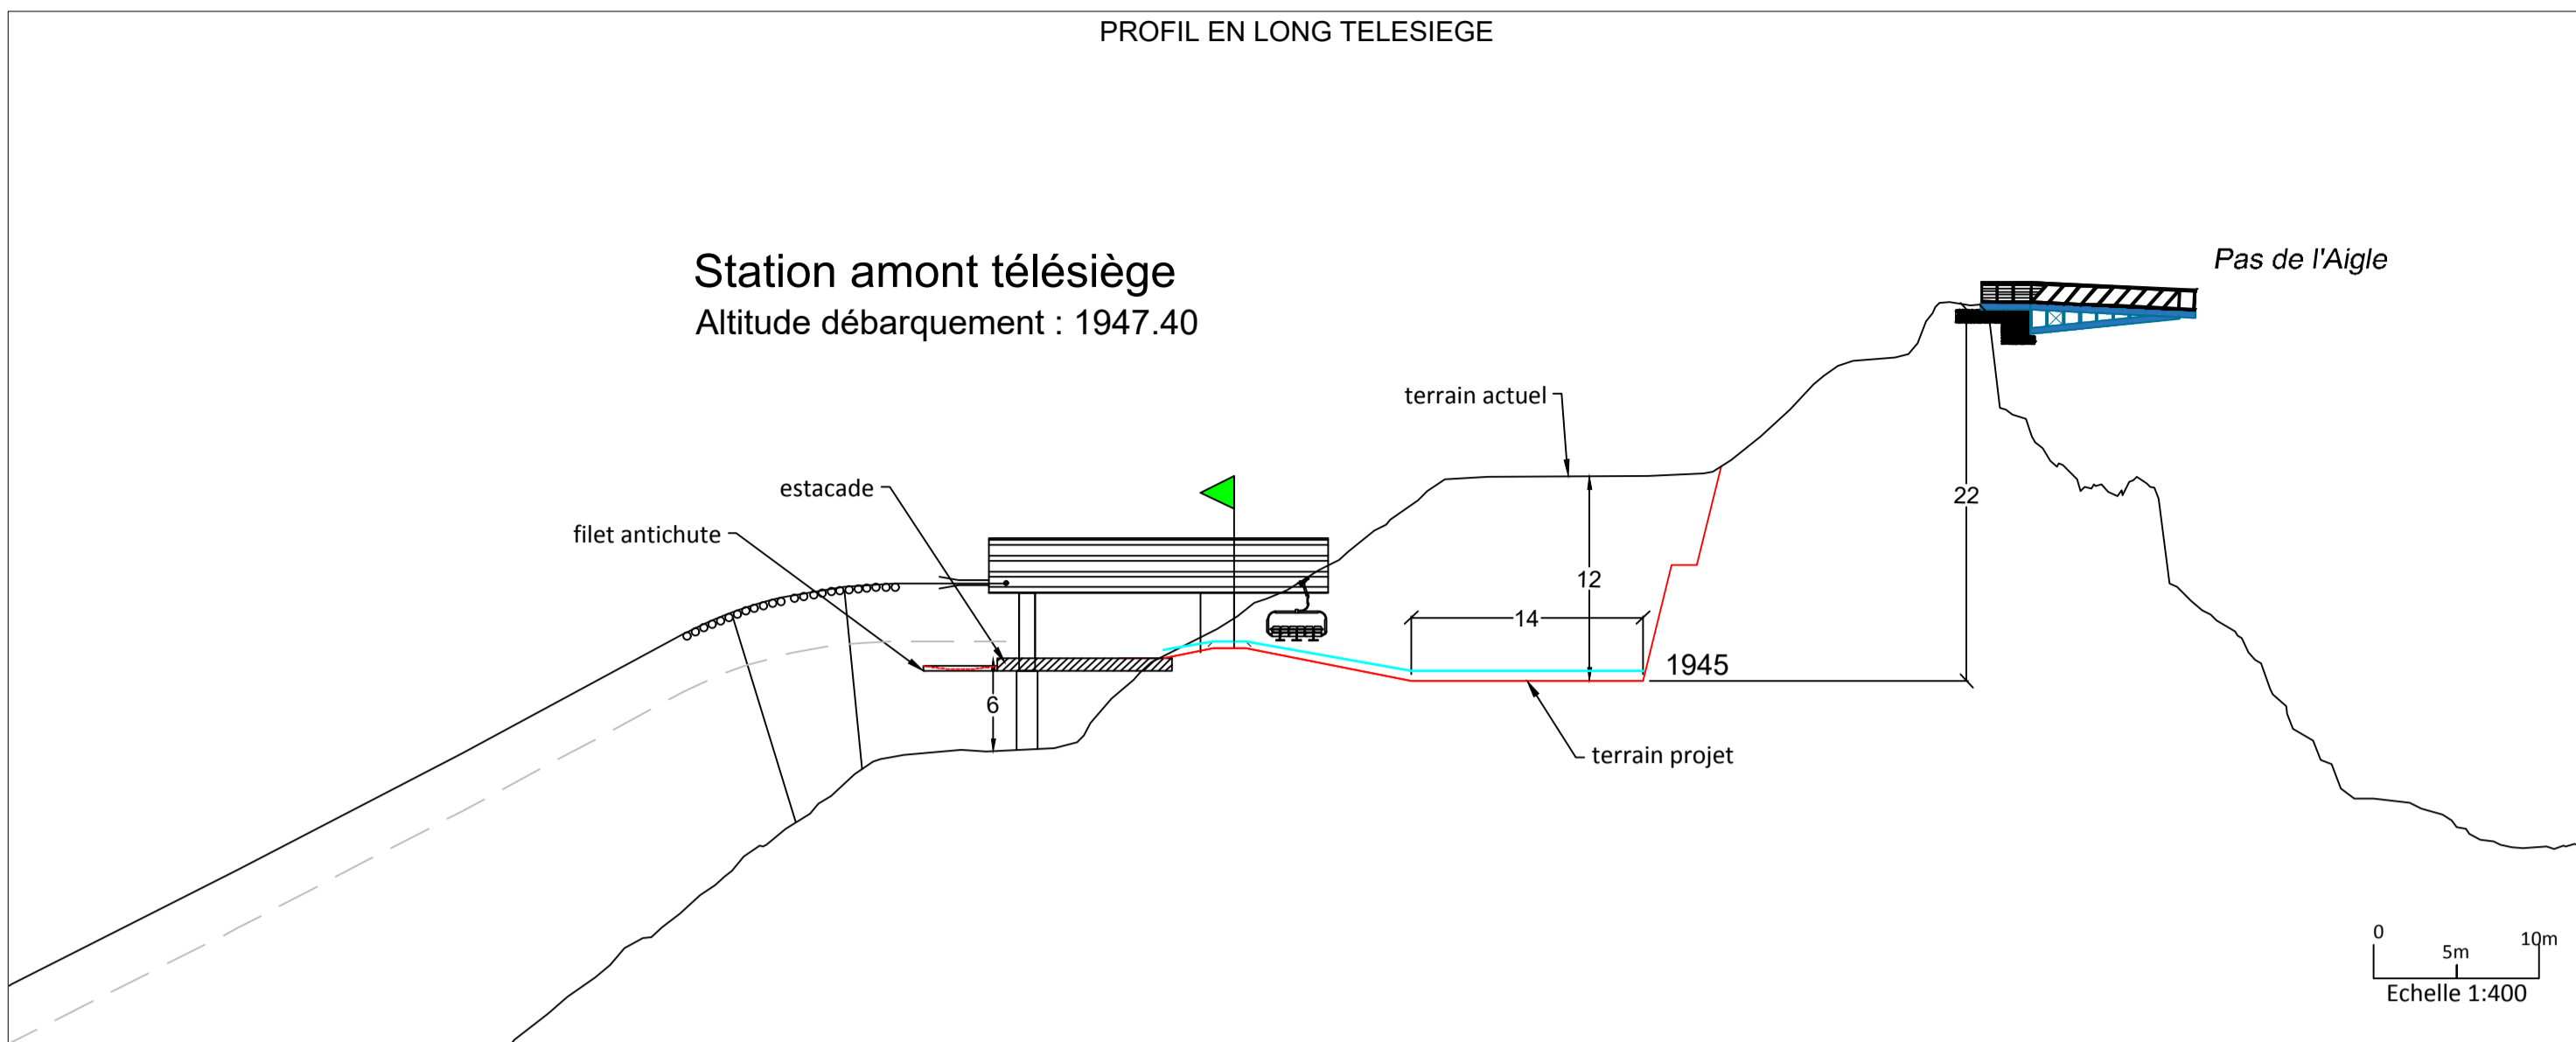 PROFIL EN LONG TELESIEGE
Station amont télésiège
Altitude débarquement : 1947.40
Pas de l'Aigle
terrain actuel
estacade
filet antichute
22
12
14
1945
6
terrain projet
0
5m
10m
Echelle 1:400